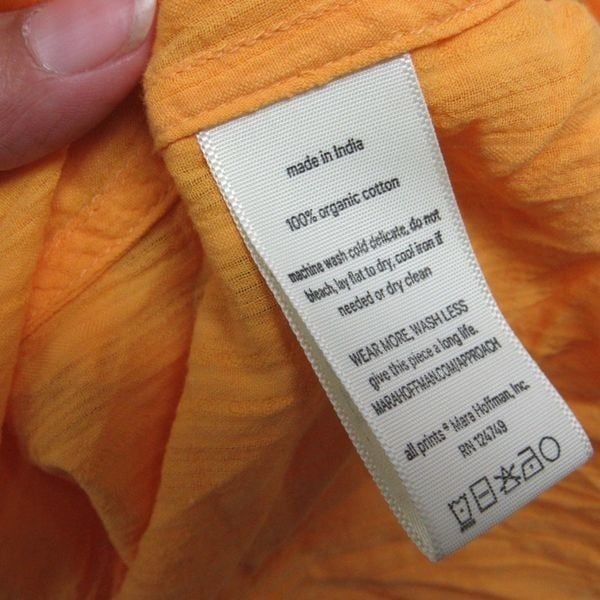 made in India
100% organic cotton
machine wash cold delicate, do not
bleach, lay flat to dry, cool iron if
needed or dry clean
WEAR MORE, WASH LESS
give this piece a long life.
MARAHOFFMAN.COM/APPROACH
all prints © Mara Hoffman, Inc.
RN 124749